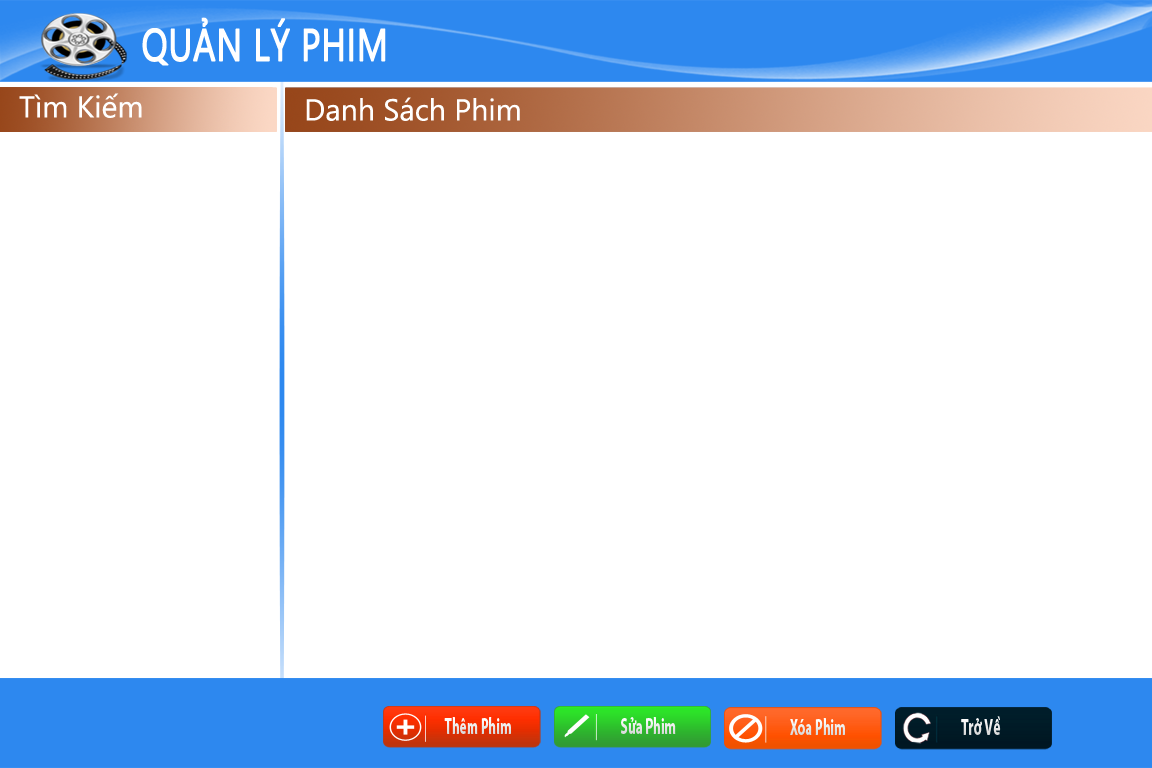 QUẢN LÝ PHIM
Tìm Kiếm
Danh Sách Phim
Thêm Phim
Sửa Phim
Xóa Phim
Trở Về